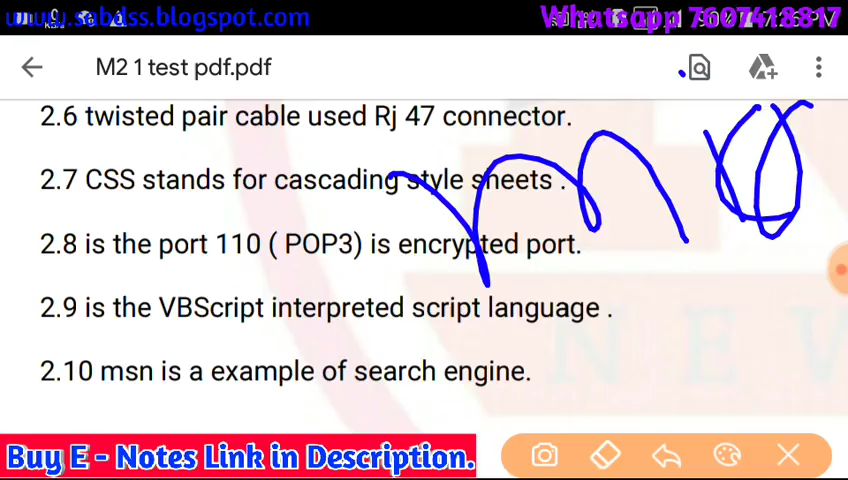 www.sabdss.blogspot.com
Whatsapp 7607418817
M2 1 test pdf.pdf
2.6 twisted pair cable used Rj 47 connector.
2.7 CSS stands for cascading style sheets .
2.8 is the port 110 ( POP3) is encrypted port.
2.9 is the VBScript interpreted script language .
2.10 msn is a example of search engine.
N E W
Buy E - Notes Link in Description.